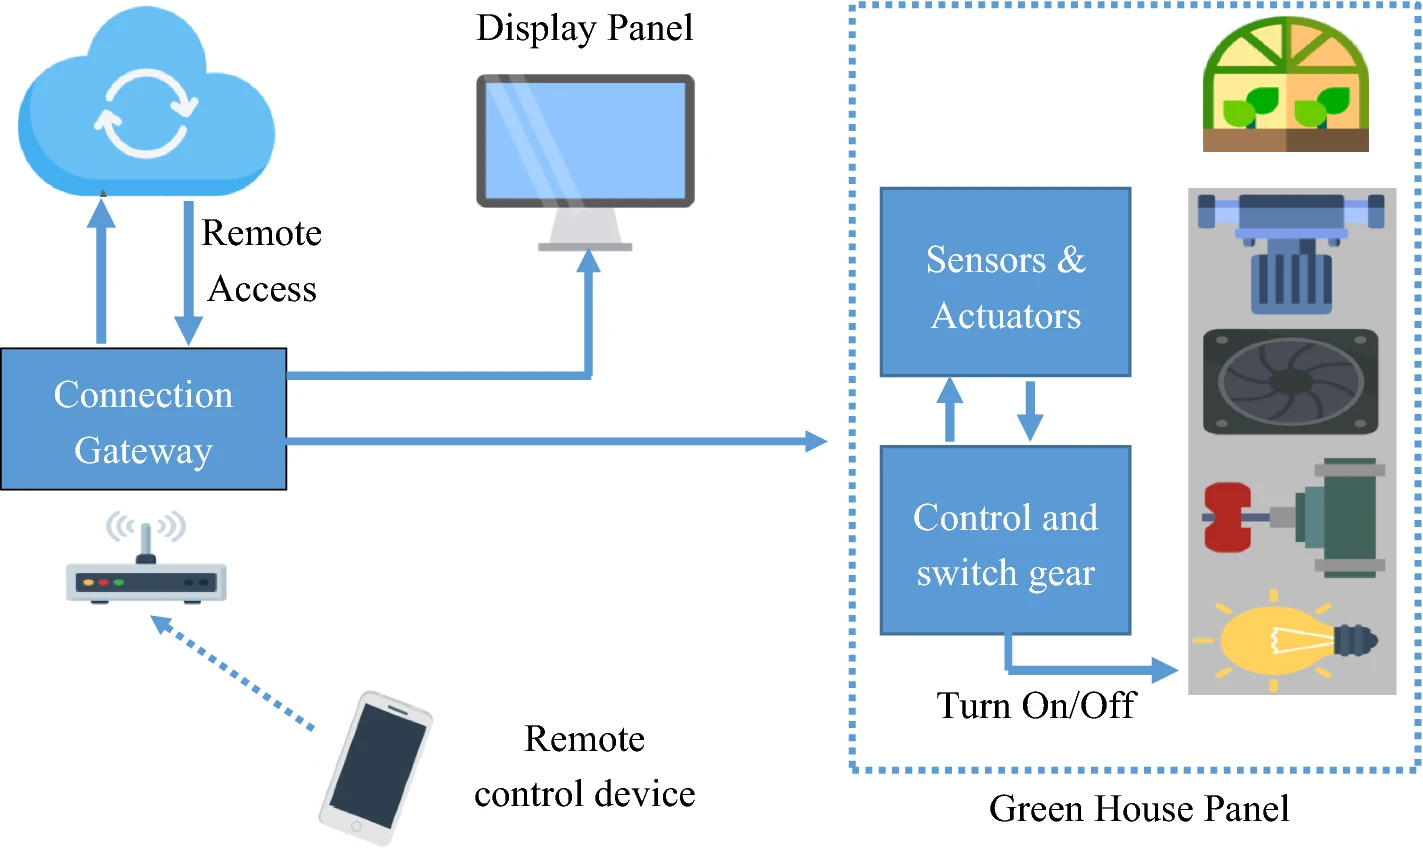 Display Panel
Remote
Access
Connection
Gateway
Sensors &
Actuators
Control and
switch gear
Turn On/Off
Remote
control device
Green House Panel